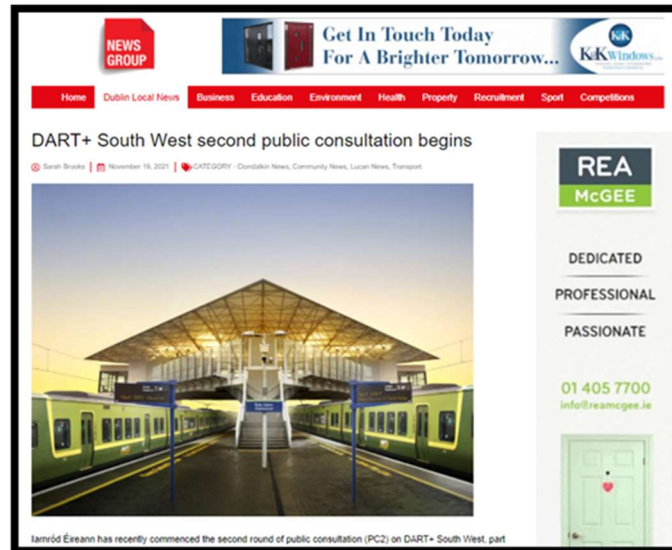 NEWS
GROUP
Get In Touch Today
For A Brighter Tomorrow...
K&K
K&K Windows.com
Home Dublin Local News Business Education Environment Health Property Recruitment Sport Competitions
DART+ South West second public consultation begins
Sarah Brooks | November 19, 2021 | CATEGORY - Clondalkin News, Community News, Lucan News, Transport
REA
McGEE
DEDICATED
PROFESSIONAL
PASSIONATE
01 405 7700
info@reamcgee.ie
Iarnród Éireann has recently commenced the second round of public consultation (PC2) on DART+ South West, part